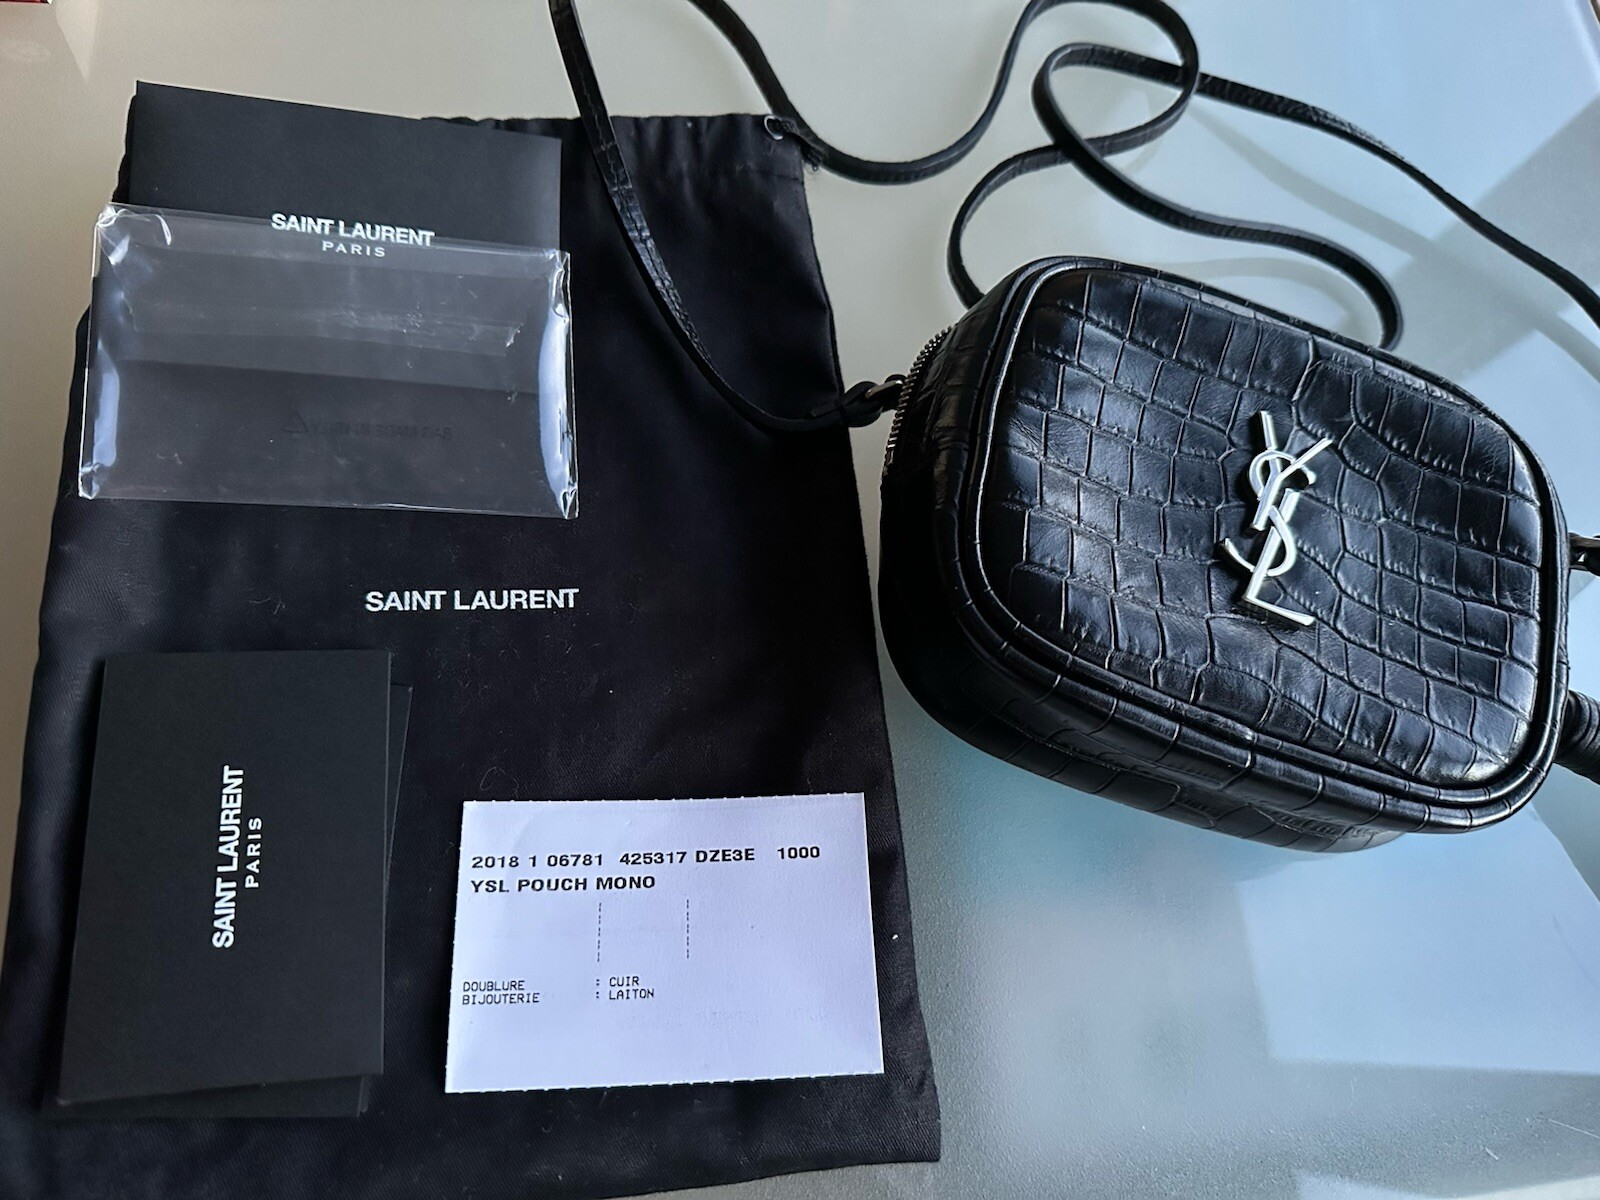 SAINT LAURENT
PARIS
SAINT LAURENT
SAINT LAURENT
PARIS
2018 1 06781 425317 DZE3E 1000
YSL POUCH MONO
DOUBLURE : CUIR
BIJOUTERIE : LAITON
YSL